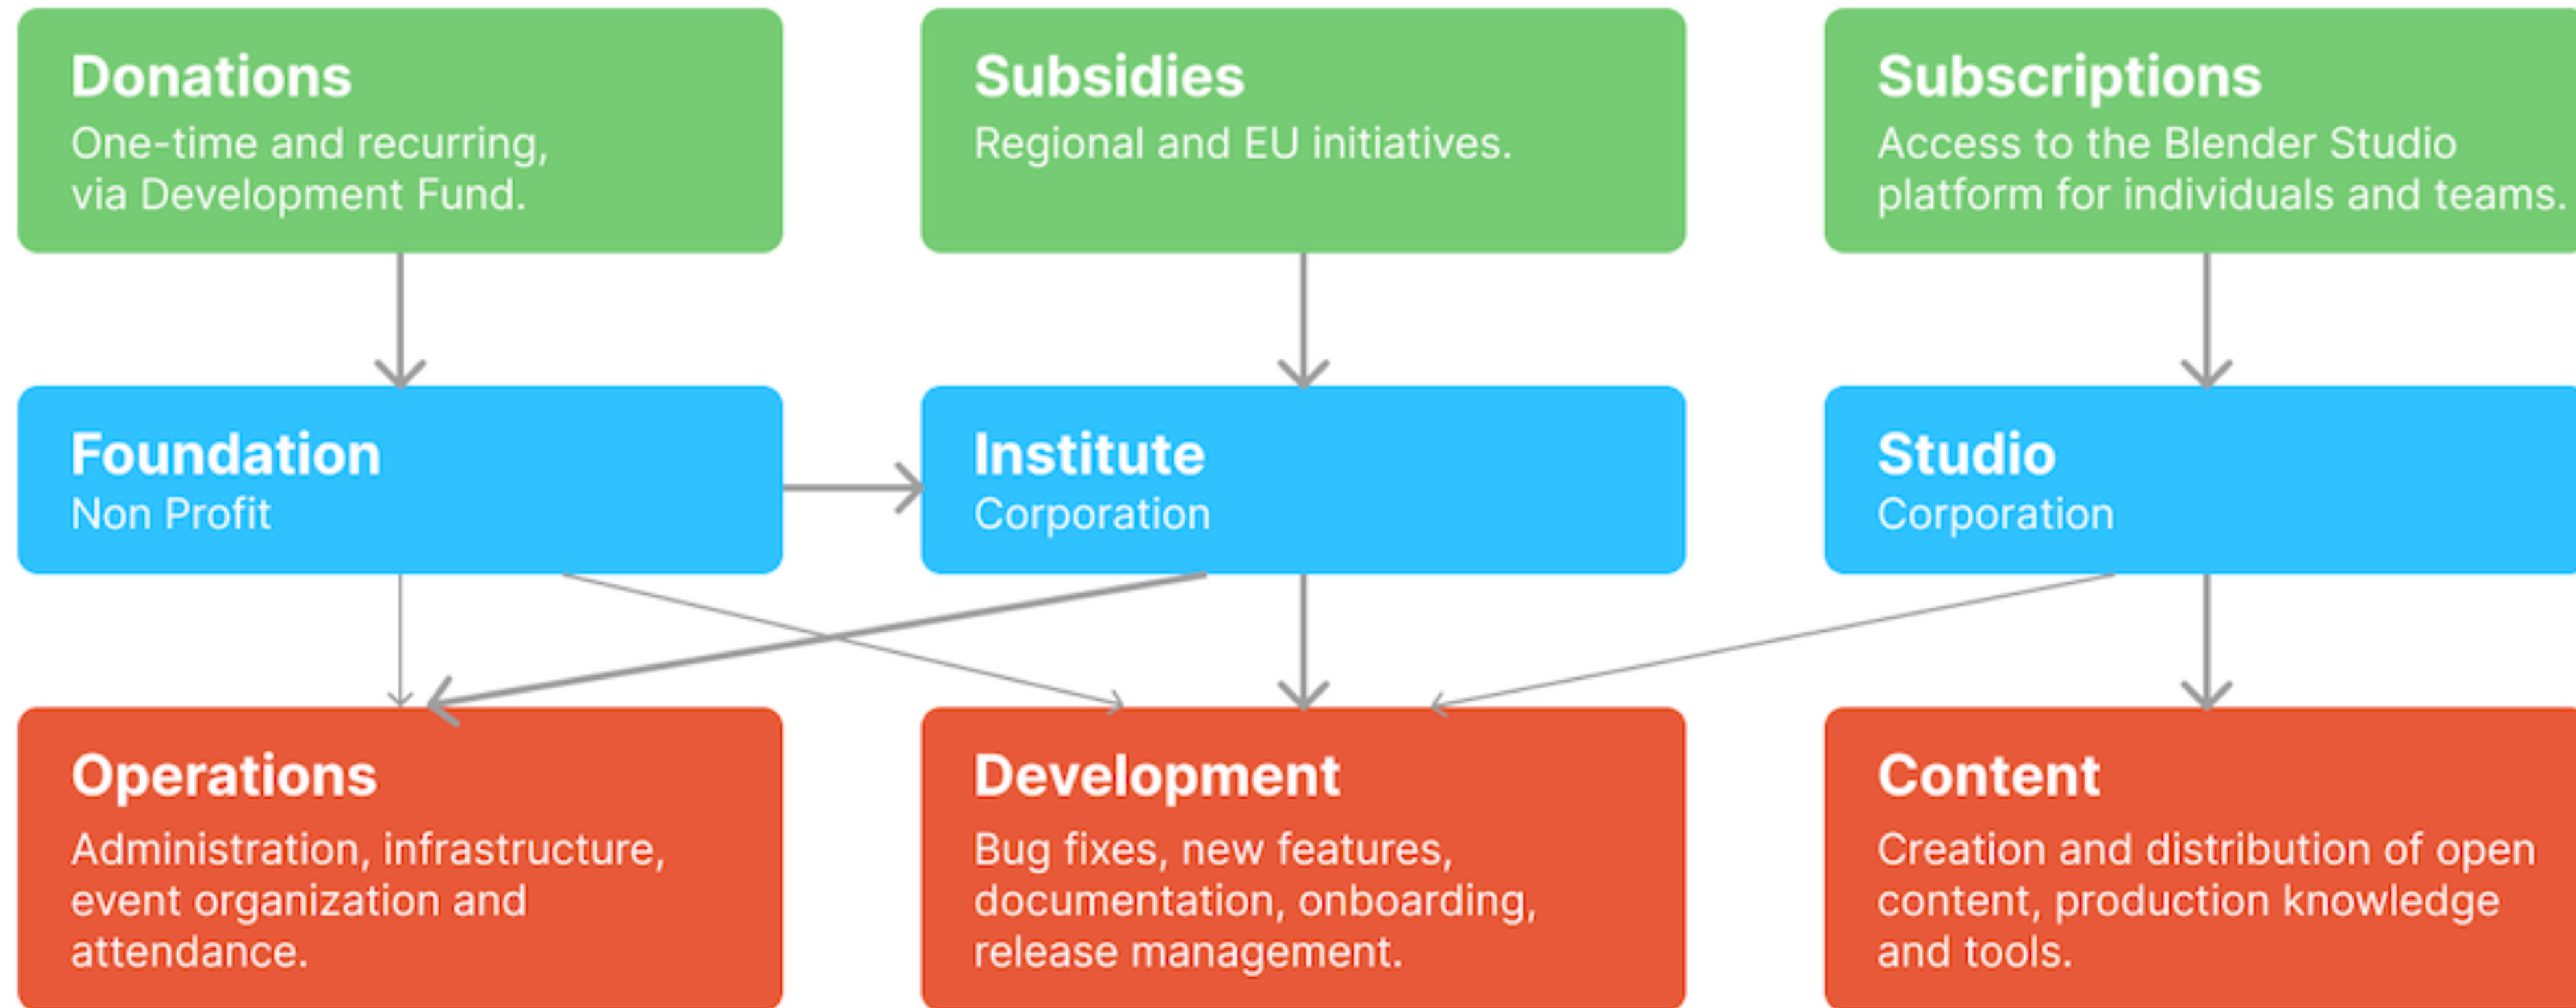 Donations
One-time and recurring,
via Development Fund.
Subsidies
Regional and EU initiatives.
Subscriptions
Access to the Blender Studio
platform for individuals and teams.
Foundation
Non Profit
Institute
Corporation
Studio
Corporation
Operations
Administration, infrastructure,
event organization and
attendance.
Development
Bug fixes, new features,
documentation, onboarding,
release management.
Content
Creation and distribution of open
content, production knowledge
and tools.